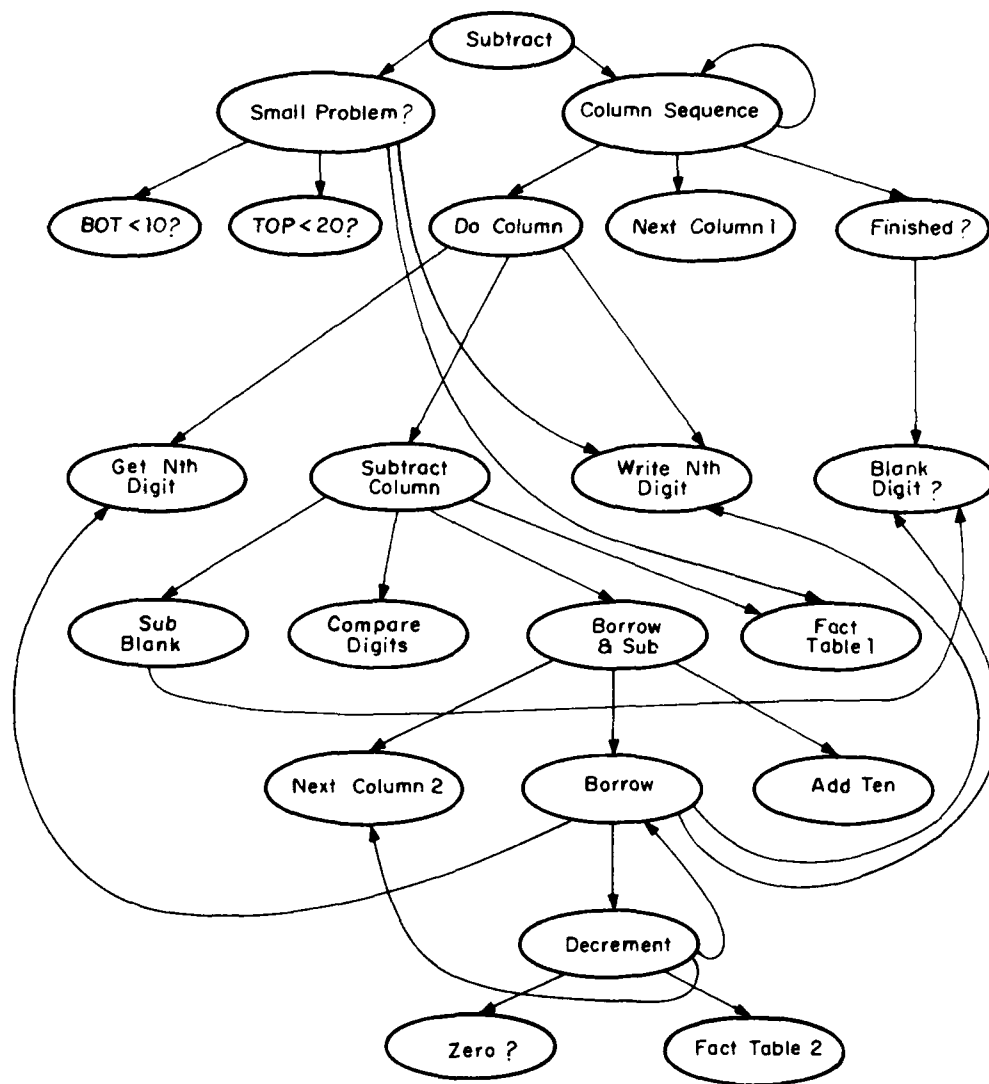 Subtract
Small Problem?
Column Sequence
BOT < 10?
TOP < 20?
Do Column
Next Column 1
Finished?
Get Nth
Digit
Subtract
Column
Write Nth
Digit
Blank
Digit?
Sub
Blank
Compare
Digits
Borrow
& Sub
Fact
Table 1
Next Column 2
Borrow
Add Ten
Decrement
Zero?
Fact Table 2